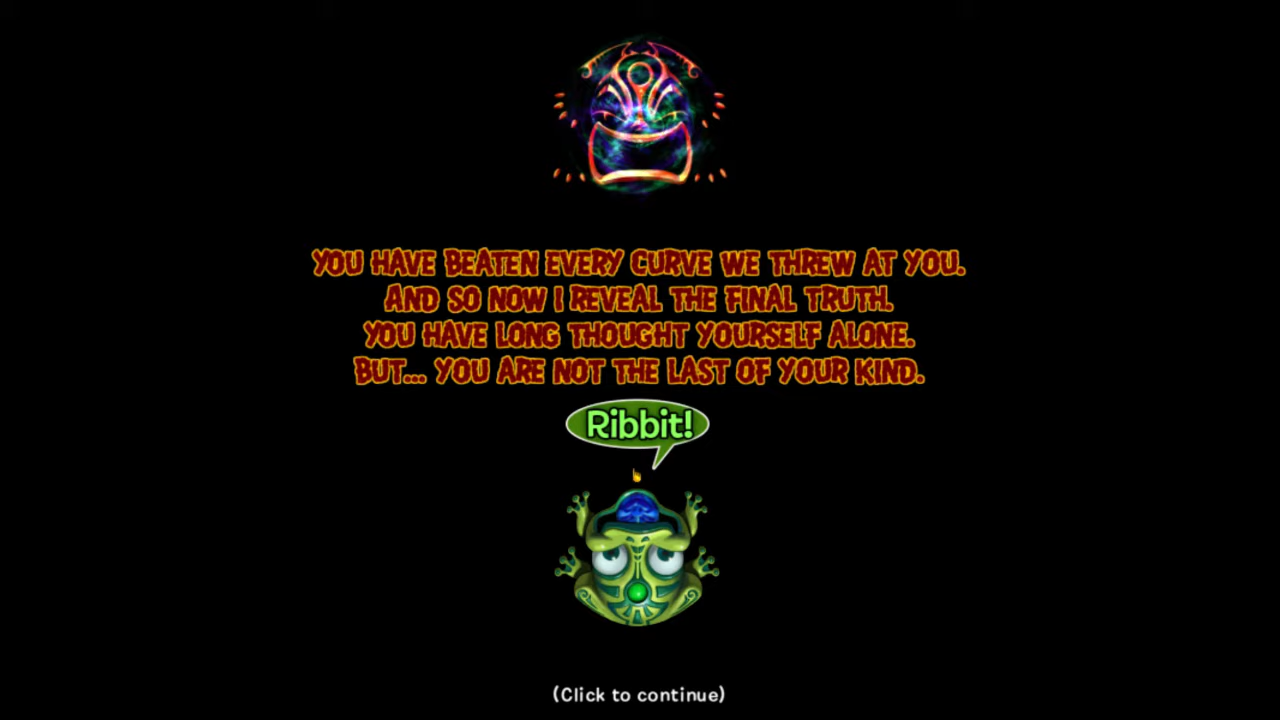 YOU HAVE BEATEN EVERY CURVE WE THREW AT YOU.
AND SO NOW I REVEAL THE FINAL TRUTH.
YOU HAVE LONG THOUGHT YOURSELF ALONE.
BUT... YOU ARE NOT THE LAST OF YOUR KIND.
Ribbit!
(Click to continue)